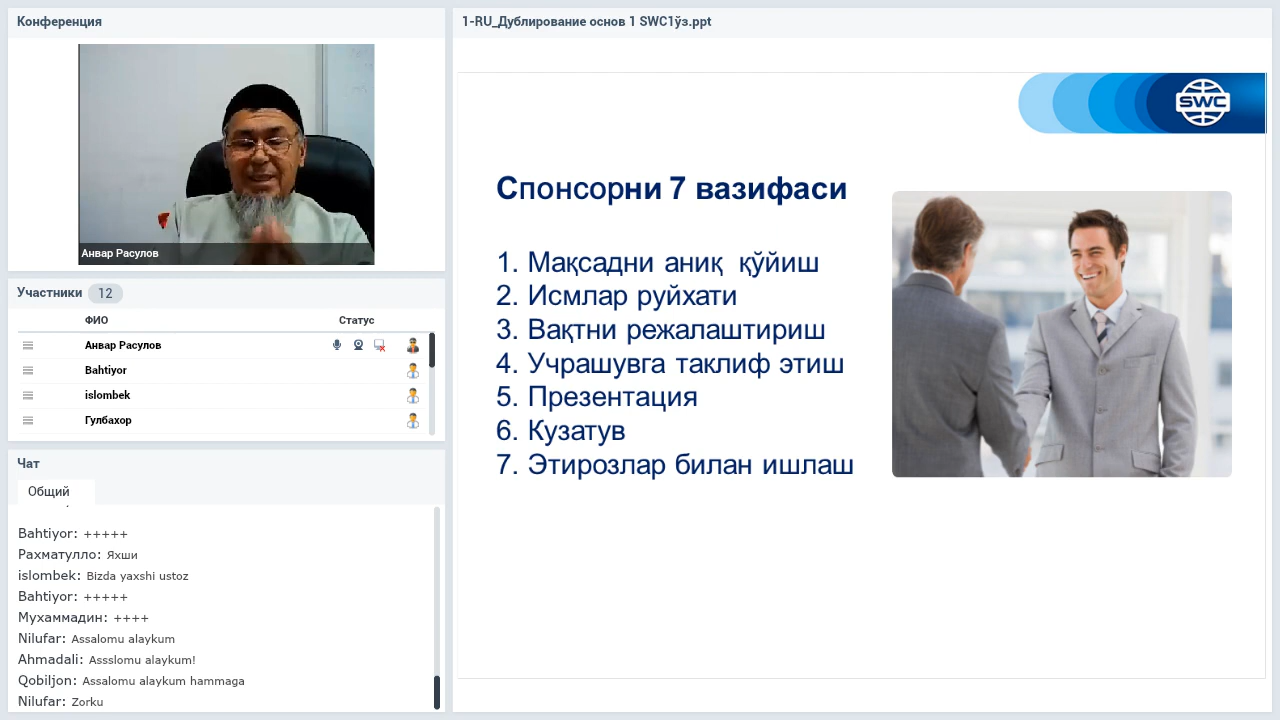 Конференция
Анвар Расулов
Участники 12
ФИО Статус
Анвар Расулов
Bahtiyor
islombek
Гулбахор
Чат
Общий
Bahtiyor: +++++
Рахматулло: Яхши
islombek: Bizda yaxshi ustoz
Bahtiyor: +++++
Мухаммадин: ++++
Nilufar: Assalomu alaykum
Ahmadali: Assslomu alaykum!
Qobiljon: Assalomu alaykum hammaga
Nilufar: Zorku
1-RU_Дублирование основ 1 SWC1ўз.ppt
SWC
Спонсорни 7 вазифаси
1. Мақсадни аниқ қўйиш
2. Исмлар руйхати
3. Вақтни режалаштириш
4. Учрашувга таклиф этиш
5. Презентация
6. Кузатув
7. Этирозлар билан ишлаш